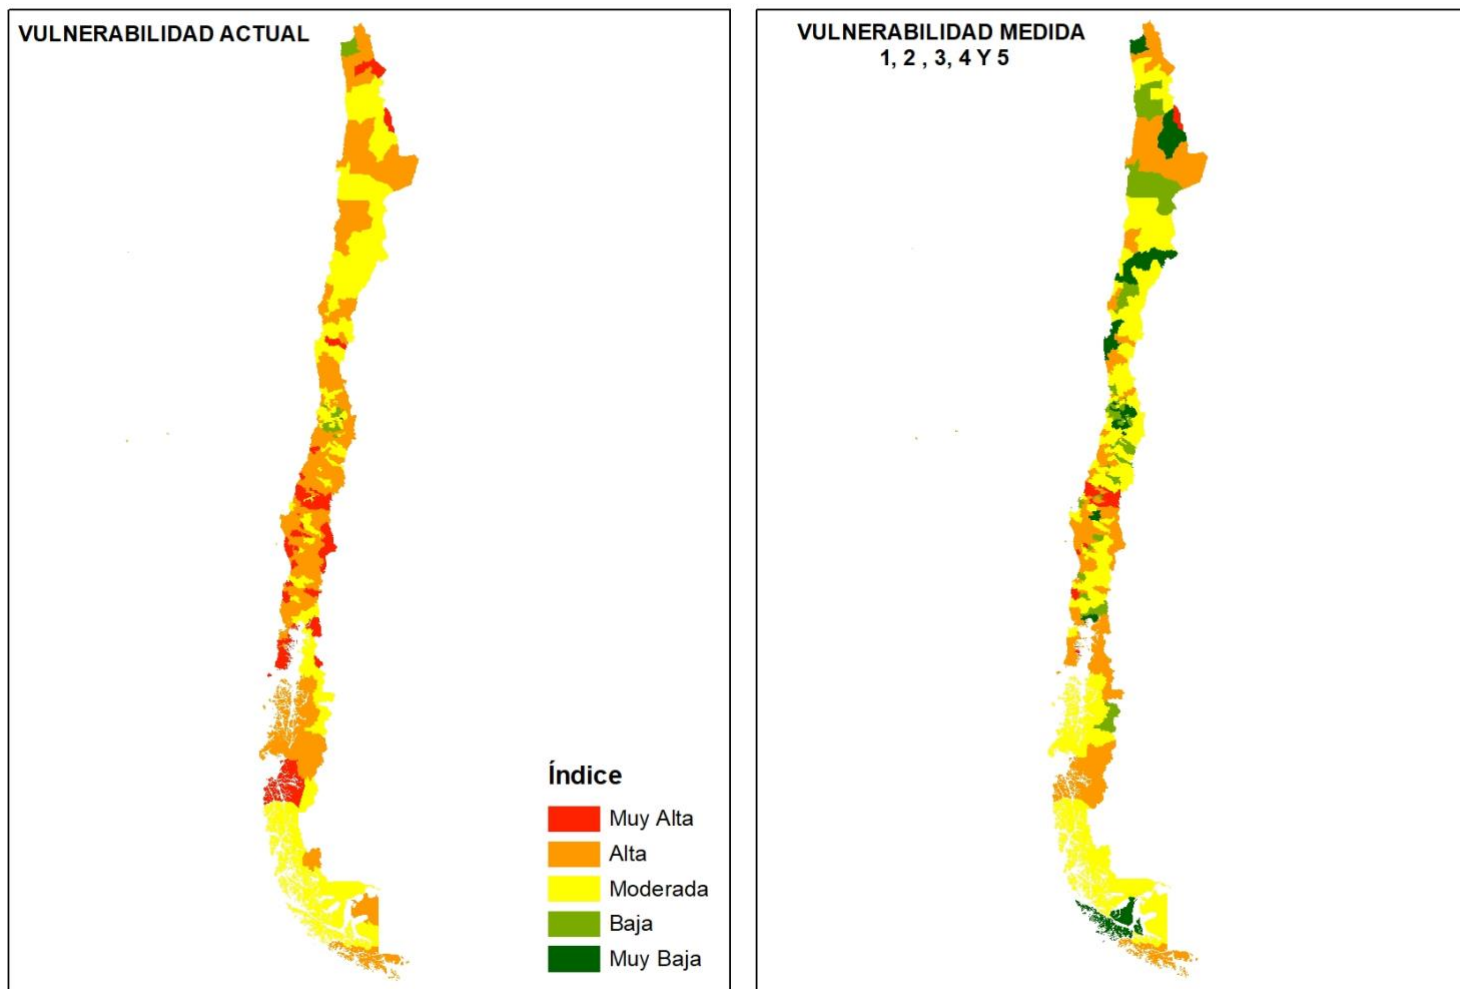 VULNERABILIDAD ACTUAL
VULNERABILIDAD MEDIDA
1, 2 , 3, 4 Y 5
Índice
Muy Alta
Alta
Moderada
Baja
Muy Baja